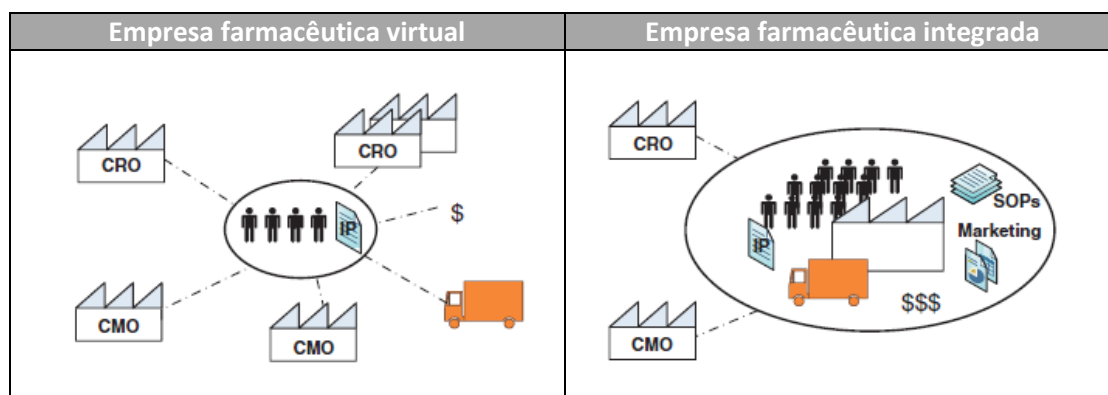 Empresa farmacêutica virtual
Empresa farmacêutica integrada
CRO
CRO
IP
$
CMO
CMO
CRO
SOPs
IP
Marketing
$$$
CMO